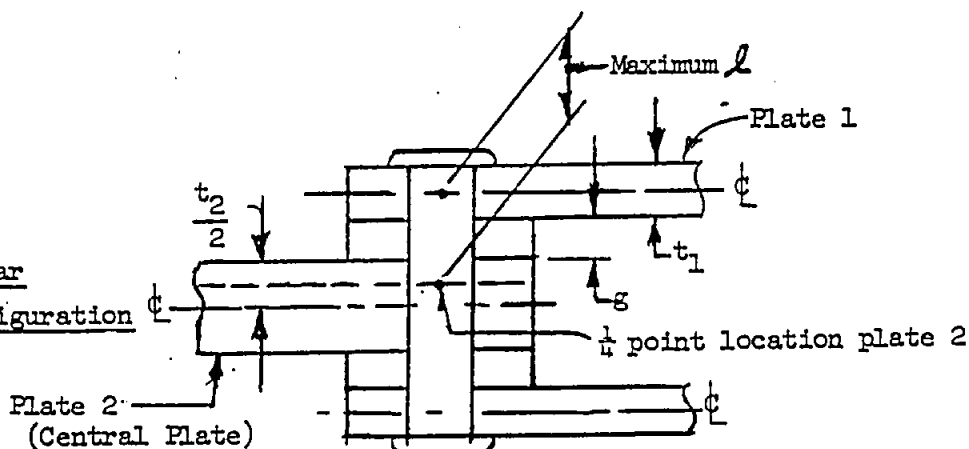 Maximum ℓ
Plate 1
℄
t₂
2
t₁
g
ar
iguration
℄
¼ point location plate 2
Plate 2
(Central Plate)
℄